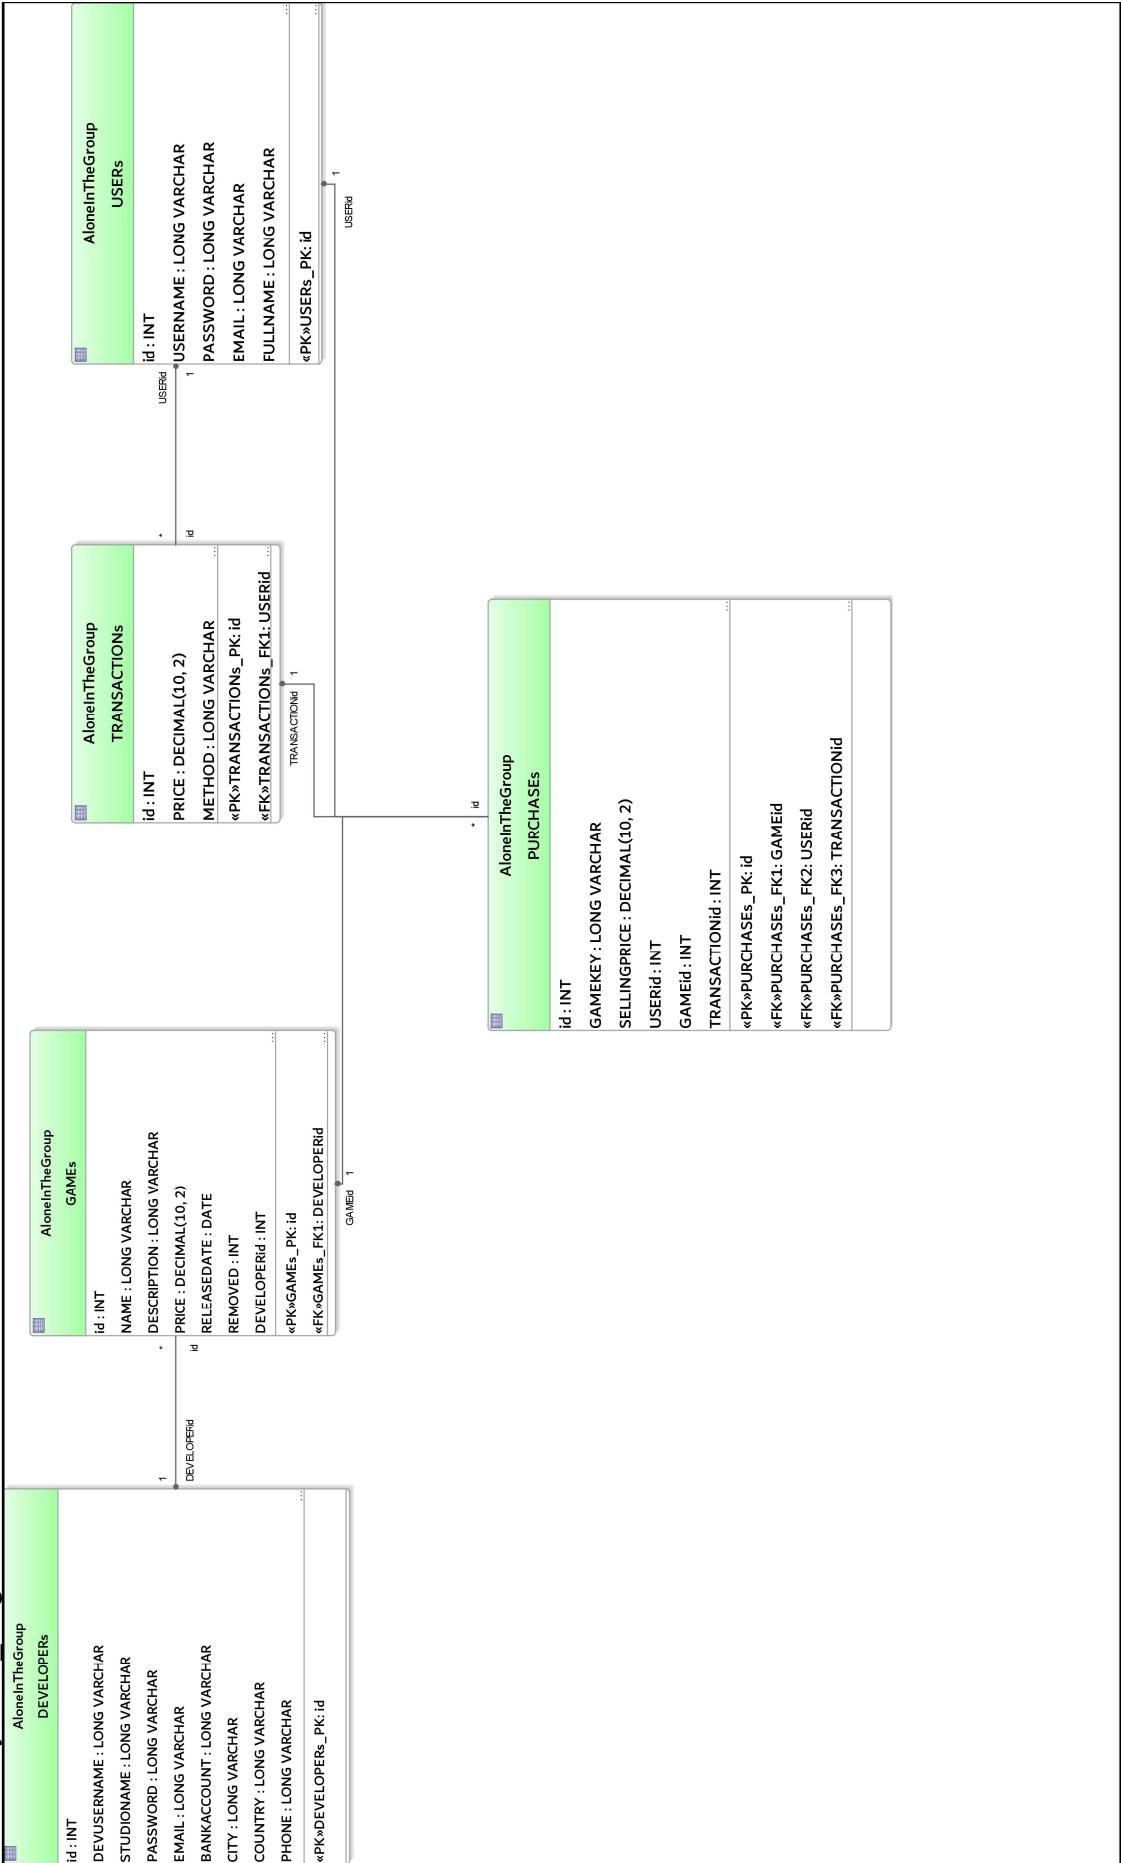 AloneInTheGroup
DEVELOPERs
id : INT
DEVUSERNAME : LONG VARCHAR
STUDIONAME : LONG VARCHAR
PASSWORD : LONG VARCHAR
EMAIL : LONG VARCHAR
BANKACCOUNT : LONG VARCHAR
CITY : LONG VARCHAR
COUNTRY : LONG VARCHAR
PHONE : LONG VARCHAR
...
«PK»DEVELOPERs_PK: id
1
DEVELOPERid
*
id
AloneInTheGroup
GAMEs
id : INT
NAME : LONG VARCHAR
DESCRIPTION : LONG VARCHAR
PRICE : DECIMAL(10, 2)
RELEASEDATE : DATE
REMOVED : INT
DEVELOPERid : INT
...
«PK»GAMEs_PK: id
«FK»GAMEs_FK1: DEVELOPERid
...
GAMEid
1
AloneInTheGroup
TRANSACTIONs
id : INT
PRICE : DECIMAL(10, 2)
METHOD : LONG VARCHAR
...
«PK»TRANSACTIONs_PK: id
«FK»TRANSACTIONs_FK1: USERid
...
TRANSACTIONid
1
*
id
USERid
1
AloneInTheGroup
USERs
id : INT
USERNAME : LONG VARCHAR
PASSWORD : LONG VARCHAR
EMAIL : LONG VARCHAR
FULLNAME : LONG VARCHAR
...
«PK»USERs_PK: id
...
USERid
1
*
id
AloneInTheGroup
PURCHASEs
id : INT
GAMEKEY : LONG VARCHAR
SELLINGPRICE : DECIMAL(10, 2)
USERid : INT
GAMEid : INT
TRANSACTIONid : INT
...
«PK»PURCHASEs_PK: id
«FK»PURCHASEs_FK1: GAMEid
«FK»PURCHASEs_FK2: USERid
«FK»PURCHASEs_FK3: TRANSACTIONid
...